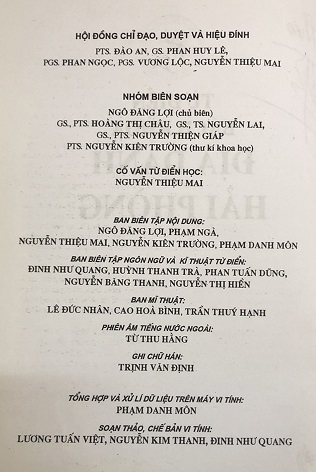 HỘI ĐỒNG CHỈ ĐẠO, DUYỆT VÀ HIỆU ĐÍNH
PTS. ĐÀO AN, GS. PHAN HUY LÊ,
PGS. PHAN NGỌC, PGS. VƯƠNG LỘC, NGUYỄN THIỆU MAI
NHÓM BIÊN SOẠN
NGÔ ĐĂNG LỢI (chủ biên)
GS., PTS. HOÀNG THỊ CHÂU, GS., TS. NGUYỄN LAI,
GS., PTS. NGUYỄN THIỆN GIÁP
PTS. NGUYỄN KIÊN TRƯỜNG (thư kí khoa học)
CỐ VẤN TỪ ĐIỂN HỌC:
NGUYỄN THIỆU MAI
BAN BIÊN TẬP NỘI DUNG:
NGÔ ĐĂNG LỢI, PHẠM NGÀ,
NGUYỄN THIỆU MAI, NGUYỄN KIÊN TRƯỜNG, PHẠM DANH MÔN
BAN BIÊN TẬP NGÔN NGỮ VÀ KĨ THUẬT TỪ ĐIỂN:
ĐINH NHƯ QUANG, HUỲNH THANH TRÀ, PHAN TUẤN DŨNG,
NGUYỄN BĂNG THANH, NGUYỄN THỊ HIỀN
BAN MĨ THUẬT:
LÊ ĐỨC NHÂN, CAO HOÀ BÌNH, TRẦN THUÝ HẠNH
PHIÊN ÂM TIẾNG NƯỚC NGOÀI:
TỪ THU HẰNG
GHI CHỮ HÁN:
TRỊNH VĂN ĐỊNH
TỔNG HỢP VÀ XỬ LÍ DỮ LIỆU TRÊN MÁY VI TÍNH:
PHẠM DANH MÔN
SOẠN THẢO, CHẾ BẢN VI TÍNH:
LƯƠNG TUẤN VIỆT, NGUYỄN KIM THANH, ĐINH NHƯ QUANG